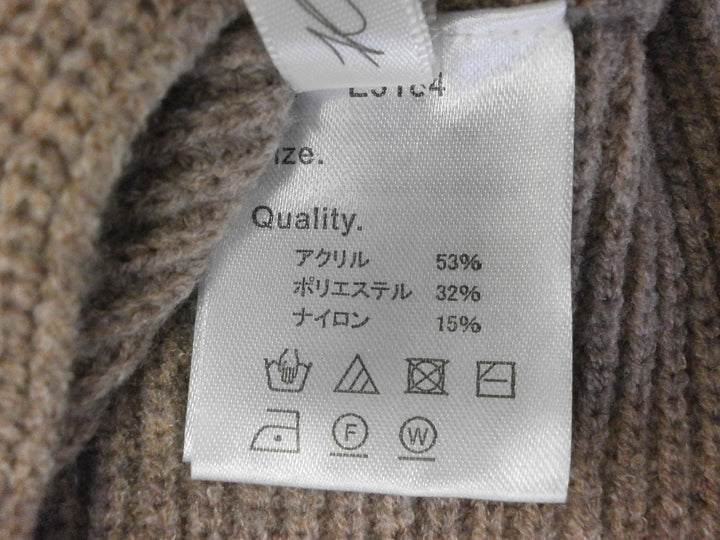 Quality.
アクリル 53%
ポリエステル 32%
ナイロン 15%
F W